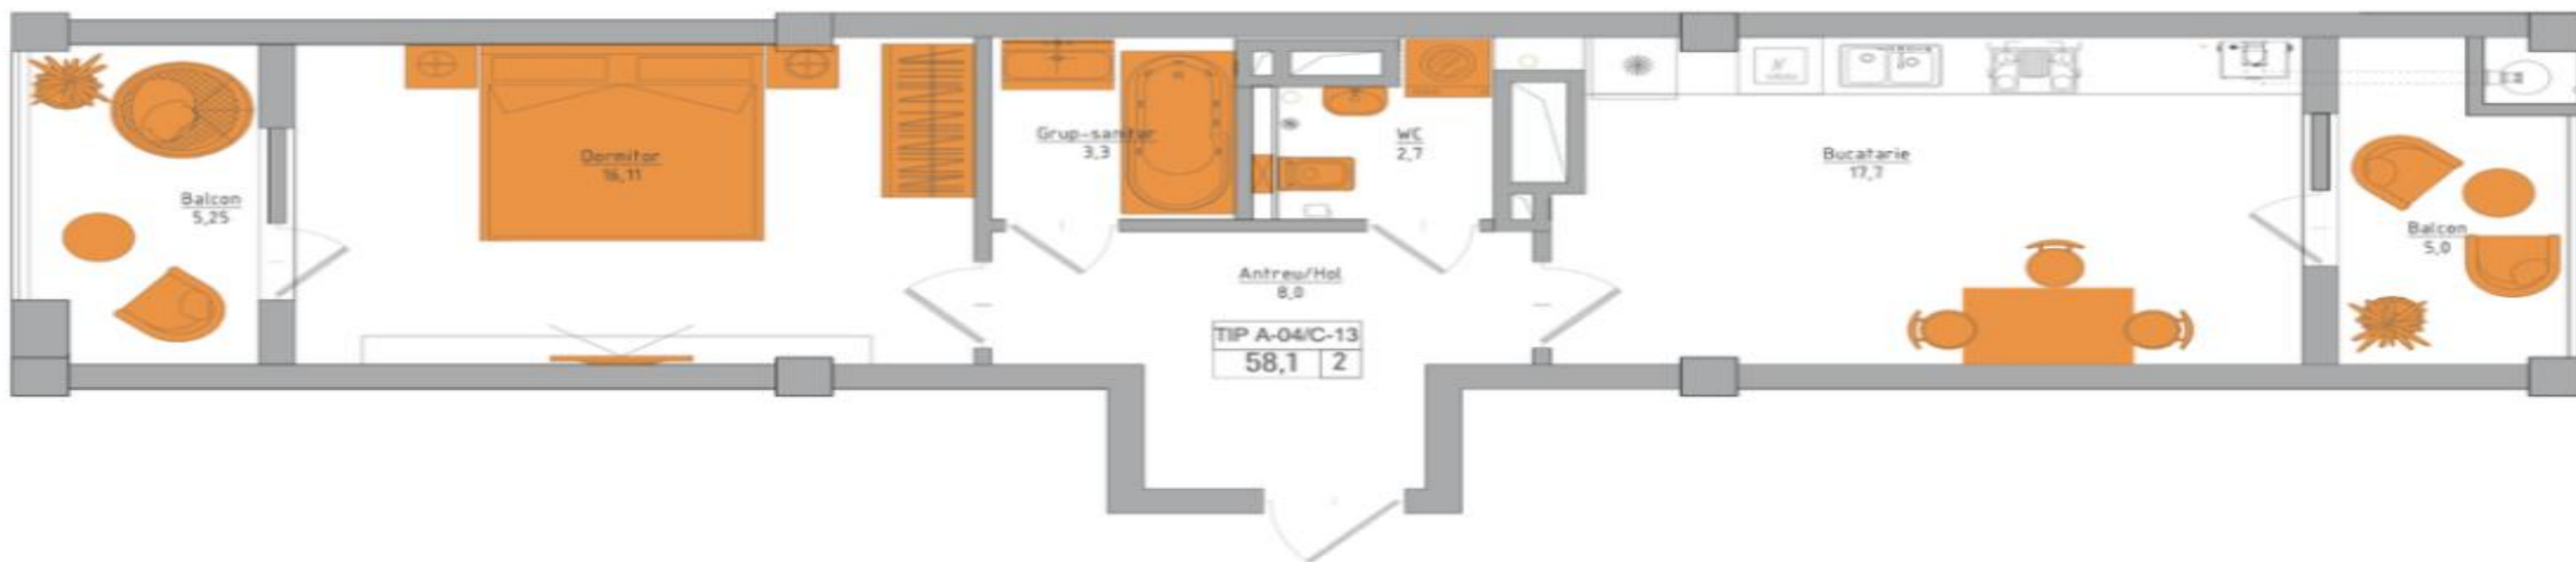 Balcon
5,25
Dormitor
16,11
Grup-sanitar
3,3
WC
2,7
Antreu/Hol
8,0
TIP A-04/C-13
58,1 2
Bucatarie
17,7
Balcon
5,0